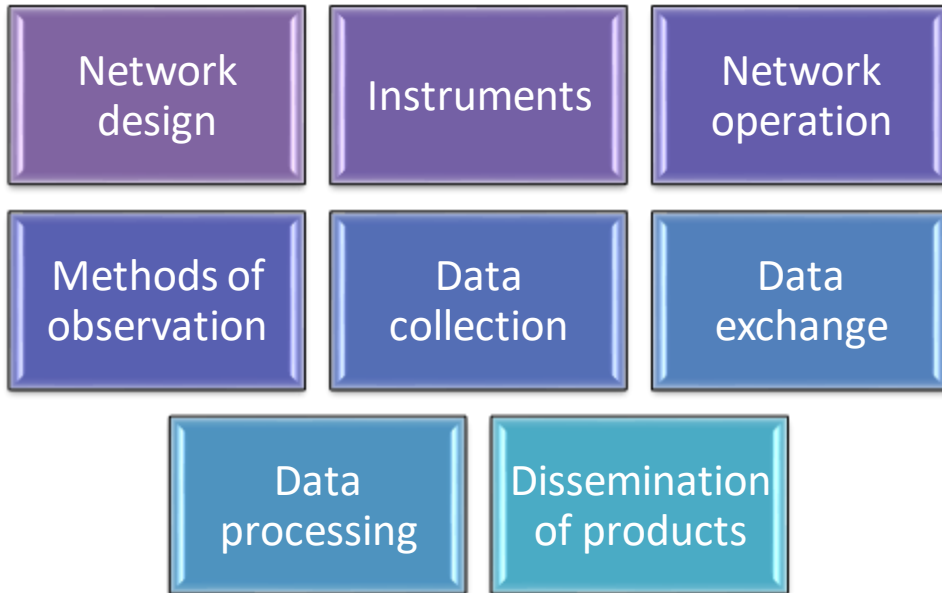 Network
design
Instruments
Network
operation
Methods of
observation
Data
collection
Data
exchange
Data
processing
Dissemination
of products